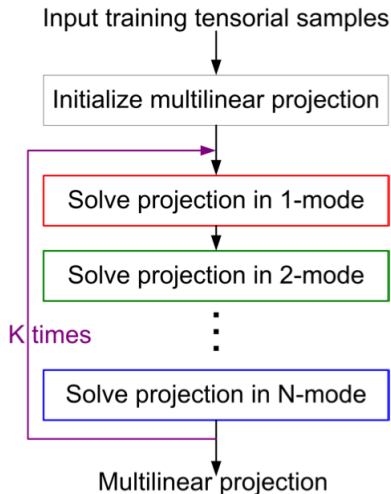 Input training tensorial samples
Initialize multilinear projection
Solve projection in 1-mode
Solve projection in 2-mode
K times
Solve projection in N-mode
Multilinear projection